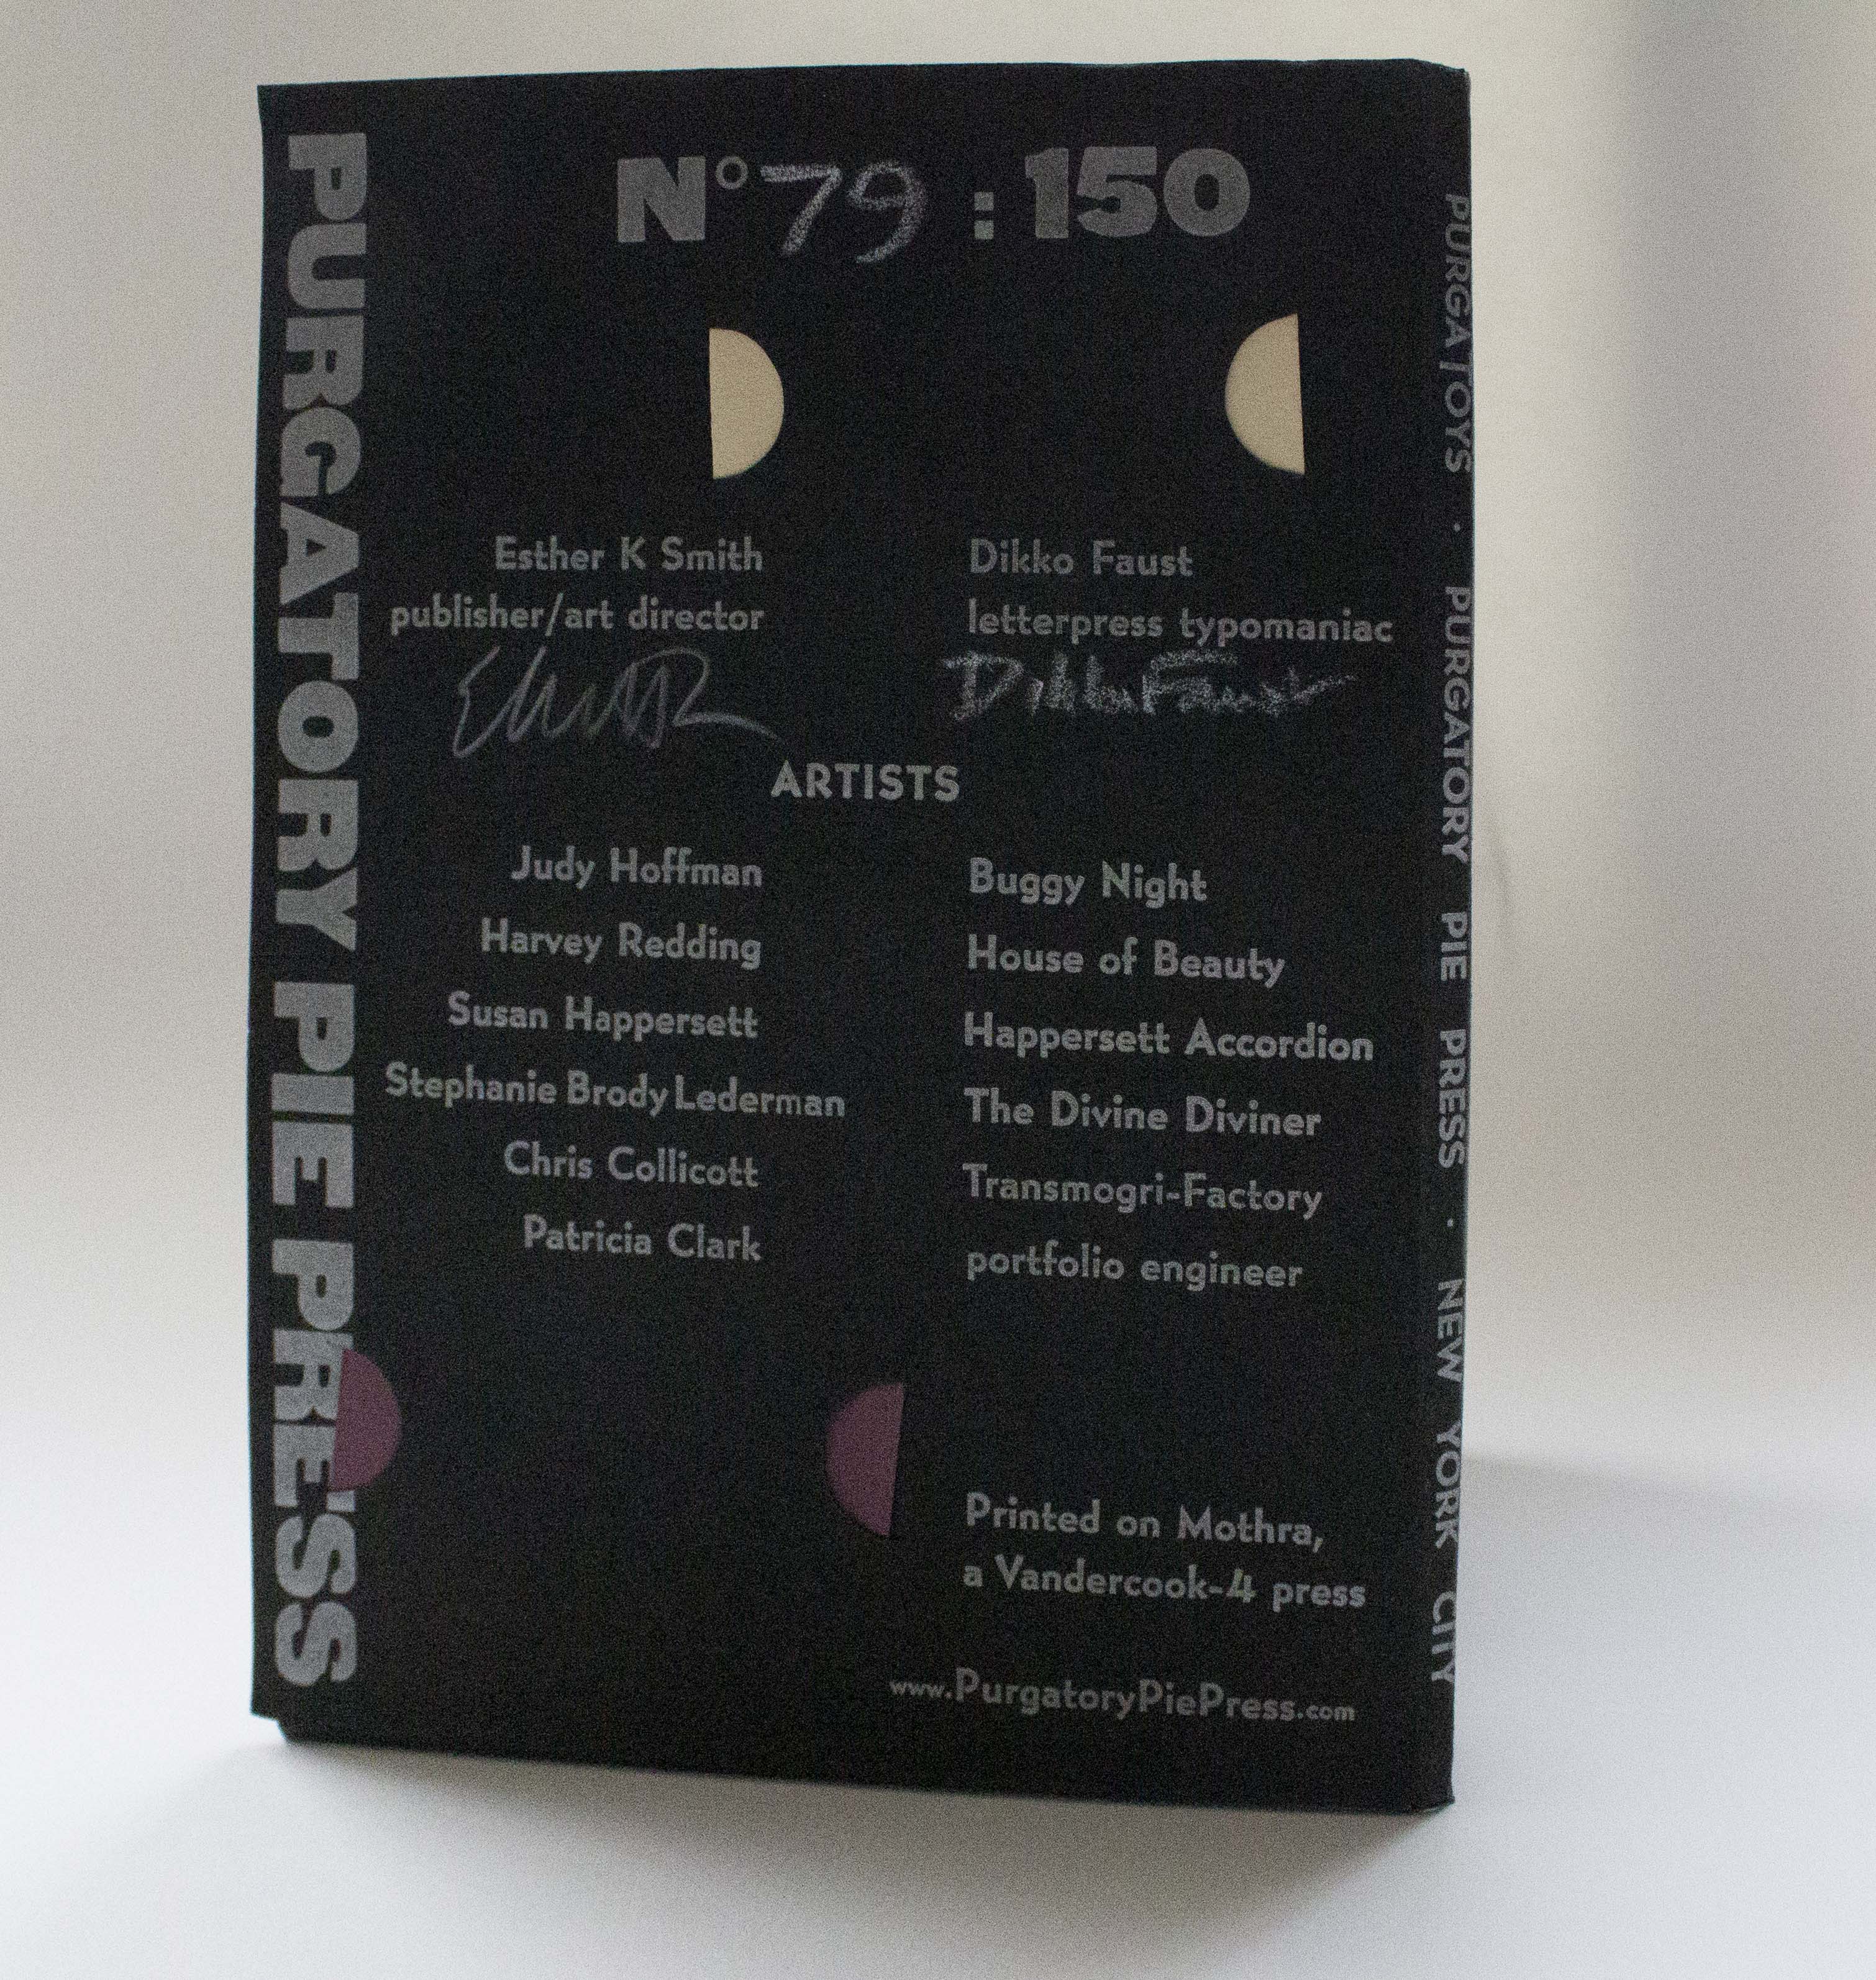 PURGATORY PIE PRESS
N° 79 : 150
Esther K Smith
publisher/art director
Dikko Faust
letterpress typomaniac
Dikko Faust
ARTISTS
Judy Hoffman Buggy Night
Harvey Redding House of Beauty
Susan Happersett Happersett Accordion
Stephanie Brody Lederman The Divine Diviner
Chris Collicott Transmogri-Factory
Patricia Clark portfolio engineer
Printed on Mothra,
a Vandercook-4 press
www.PurgatoryPiePress.com
PURGATOYS · PURGATORY PIE PRESS · NEW YORK CITY